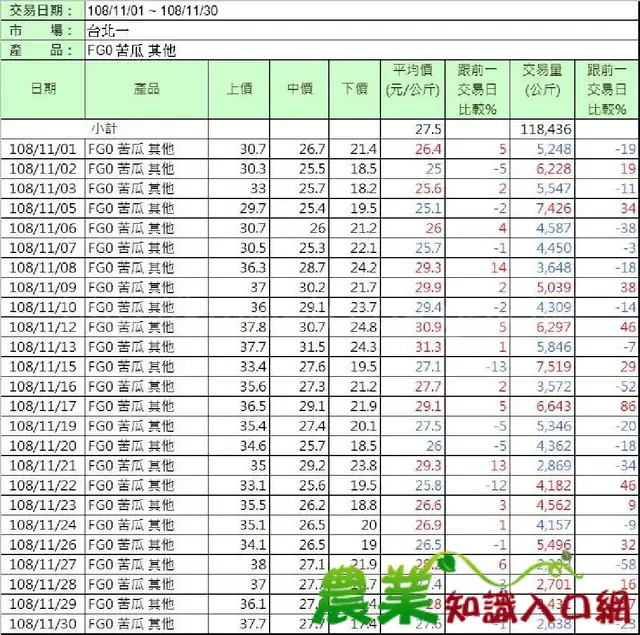 交易日期： 108/11/01 ~ 108/11/30
市場： 台北一
產品： FG0 苦瓜 其他
日期 產品 上價 中價 下價 平均價(元/公斤) 跟前一交易日比較% 交易量(公斤) 跟前一交易日比較%
小計 27.5 118,436
108/11/01 FG0 苦瓜 其他 30.7 26.7 21.4 26.4 5 5,248 -19
108/11/02 FG0 苦瓜 其他 30.3 25.5 18.5 25 -5 6,228 19
108/11/03 FG0 苦瓜 其他 33 25.7 18.2 25.6 2 5,547 -11
108/11/05 FG0 苦瓜 其他 29.7 25.4 19.5 25.1 -2 7,426 34
108/11/06 FG0 苦瓜 其他 30.7 26 21.2 26 4 4,587 -38
108/11/07 FG0 苦瓜 其他 30.5 25.3 22.1 25.7 -1 4,450 -3
108/11/08 FG0 苦瓜 其他 36.3 28.7 24.2 29.3 14 3,648 -18
108/11/09 FG0 苦瓜 其他 37 30.2 21.7 29.9 2 5,039 38
108/11/10 FG0 苦瓜 其他 36 29.1 23.7 29.4 -2 4,309 -14
108/11/12 FG0 苦瓜 其他 37.8 30.7 24.8 30.9 5 6,297 46
108/11/13 FG0 苦瓜 其他 37.7 31.5 24.3 31.3 1 5,846 -7
108/11/15 FG0 苦瓜 其他 33.4 27.6 19.5 27.1 -13 7,519 29
108/11/16 FG0 苦瓜 其他 35.6 27.3 21.2 27.7 2 3,572 -52
108/11/17 FG0 苦瓜 其他 36.5 29.1 21.9 29.1 5 6,643 86
108/11/19 FG0 苦瓜 其他 35.4 27.4 20.1 27.5 -5 5,346 -20
108/11/20 FG0 苦瓜 其他 34.6 25.7 18.5 26 -5 4,362 -18
108/11/21 FG0 苦瓜 其他 35 29.2 23.8 29.3 13 2,869 -34
108/11/22 FG0 苦瓜 其他 33.1 25.6 19.5 25.8 -12 4,182 46
108/11/23 FG0 苦瓜 其他 35.5 26.2 18.8 26.6 3 4,562 9
108/11/24 FG0 苦瓜 其他 35.1 26.5 20 26.9 1 4,157 -9
108/11/26 FG0 苦瓜 其他 34.1 26.5 19 26.5 -1 5,496 32
108/11/27 FG0 苦瓜 其他 38 27.1 21.9 6 -58
108/11/28 FG0 苦瓜 其他 37 2,701 16
108/11/29 FG0 苦瓜 其他 36.1
108/11/30 FG0 苦瓜 其他 37.7 17.4 27.6 -1 2,638 -23
農業知識入口網